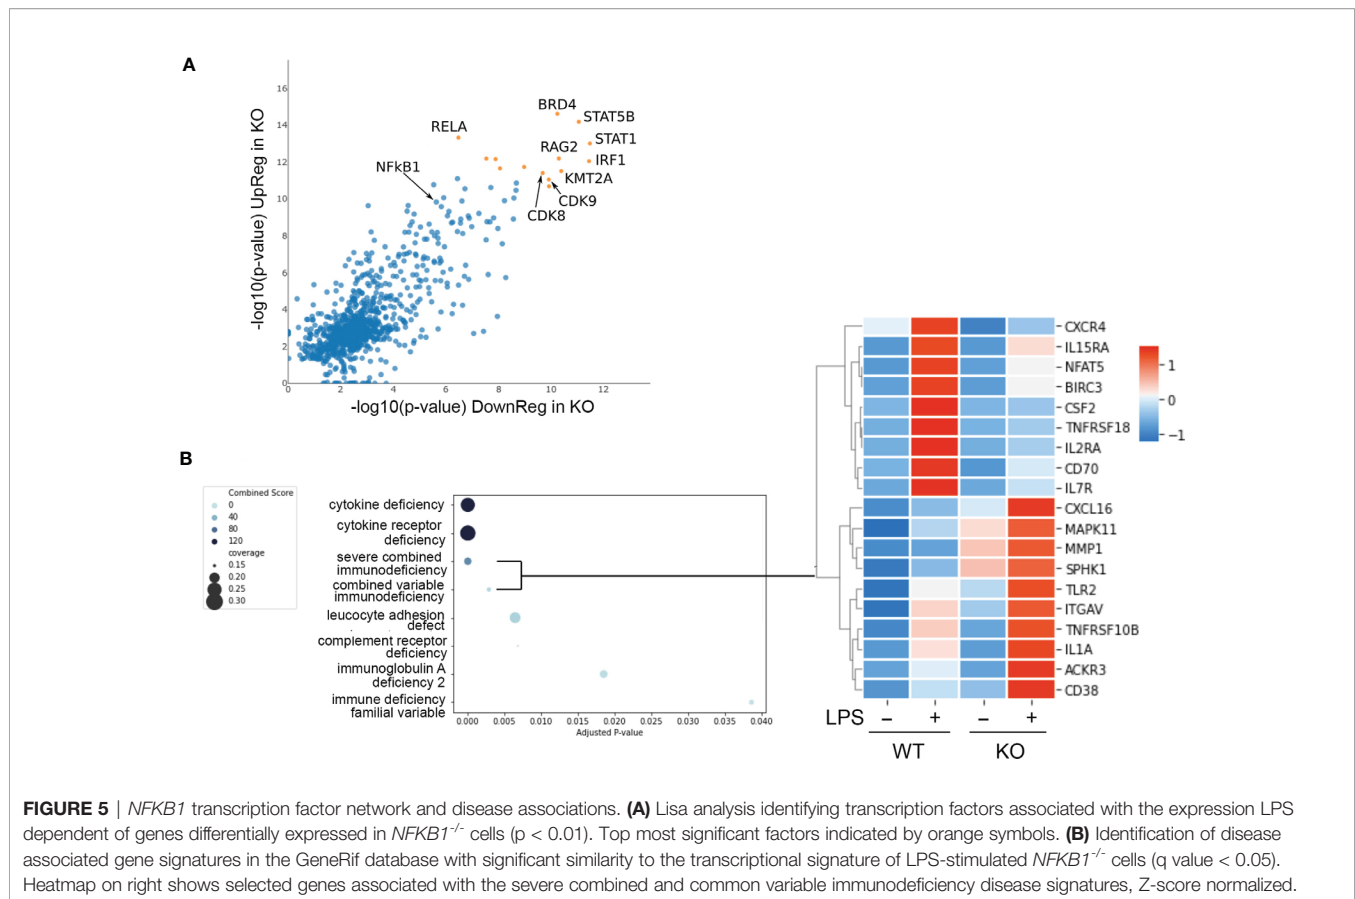 A
16
14
12
10
8
6
4
2
0
-log10(p-value) UpReg in KO
BRD4
STAT5B
RELA
STAT1
RAG2
IRF1
NFkB1
KMT2A
CDK9
CDK8
0 2 4 6 8 10 12
-log10(p-value) DownReg in KO
B
Combined Score
0
40
80
120
coverage
0.15
0.20
0.25
0.30
cytokine deficiency
cytokine receptor
deficiency
severe combined
immunodeficiency
combined variable
immunodeficiency
leucocyte adhesion
defect
complement receptor
deficiency
immunoglobulin A
deficiency 2
immune deficiency
familial variable
0.000 0.005 0.010 0.015 0.020 0.025 0.030 0.035 0.040
Adjusted P-value
CXCR4
IL15RA
NFAT5
BIRC3
CSF2
TNFRSF18
IL2RA
CD70
IL7R
CXCL16
MAPK11
MMP1
SPHK1
TLR2
ITGAV
TNFRSF10B
IL1A
ACKR3
CD38
1
0
−1
LPS − + − +
WT KO
FIGURE 5 | NFKB1 transcription factor network and disease associations. (A) Lisa analysis identifying transcription factors associated with the expression LPS
dependent of genes differentially expressed in NFKB1-/- cells (p < 0.01). Top most significant factors indicated by orange symbols. (B) Identification of disease
associated gene signatures in the GeneRif database with significant similarity to the transcriptional signature of LPS-stimulated NFKB1-/- cells (q value < 0.05).
Heatmap on right shows selected genes associated with the severe combined and common variable immunodeficiency disease signatures, Z-score normalized.